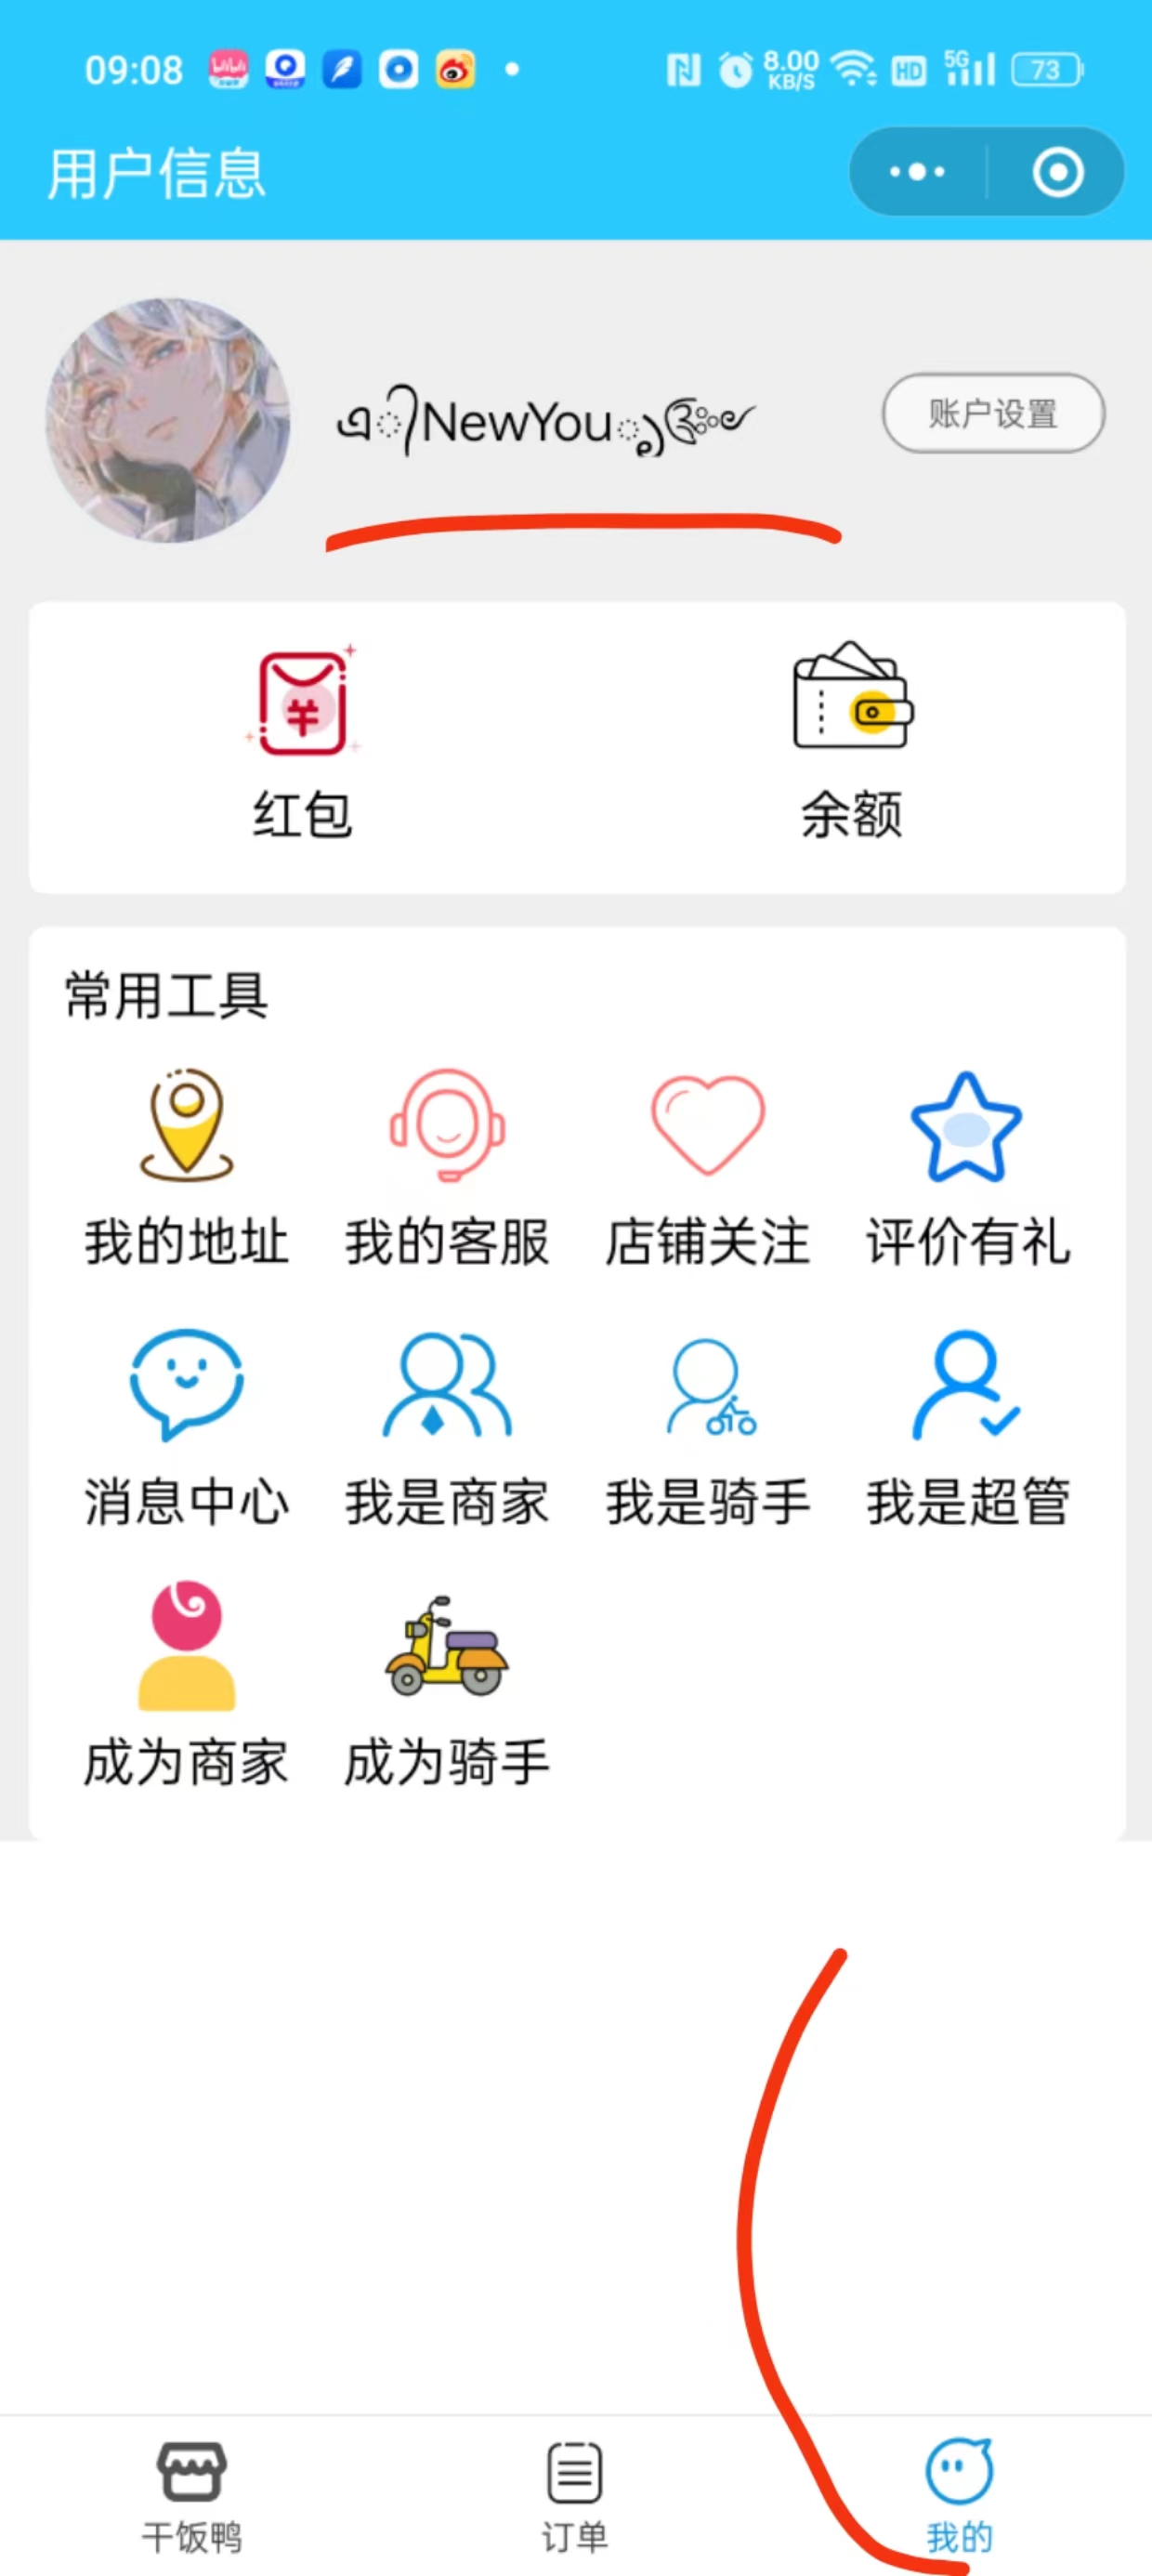 09:08 8.00 KB/S HD 5G 73
用户信息
NewYou
账户设置
红包 余额
常用工具
我的地址 我的客服 店铺关注 评价有礼
消息中心 我是商家 我是骑手 我是超管
成为商家 成为骑手
干饭鸭 订单 我的